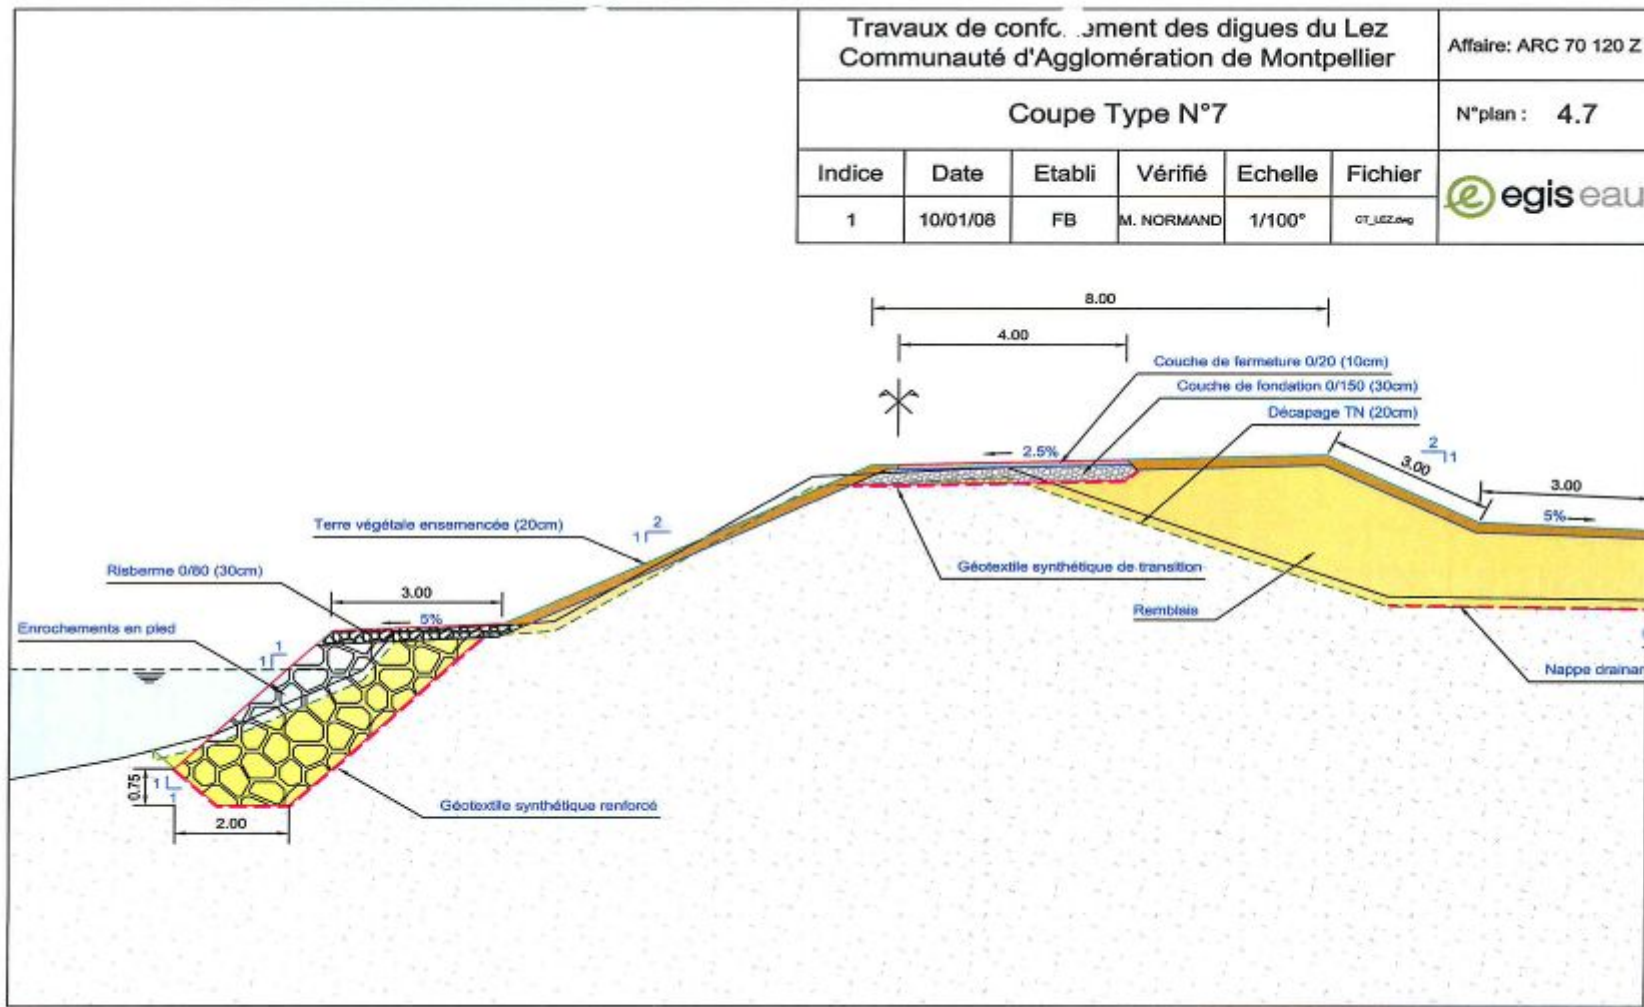 Travaux de conf ement des digues du Lez
Communauté d'Agglomération de Montpellier
Affaire: ARC 70 120 Z
Coupe Type N°7
N°plan : 4.7
Indice Date Etabli Vérifié Echelle Fichier
1 10/01/08 FB M. NORMAND 1/100° CT_LEZ.dwg
egis eau
8.00
4.00
Couche de fermeture 0/20 (10cm)
Couche de fondation 0/150 (30cm)
Décapage TN (20cm)
2.5%
2
1
3.00
3.00
5%
Terre végétale ensemencée (20cm)
2
1
Géotextile synthétique de transition
Risberme 0/80 (30cm)
3.00
5%
Remblais
Enrochements en pied
1
1
Nappe drainan
0.75
1
1
Géotextile synthétique renforcé
2.00